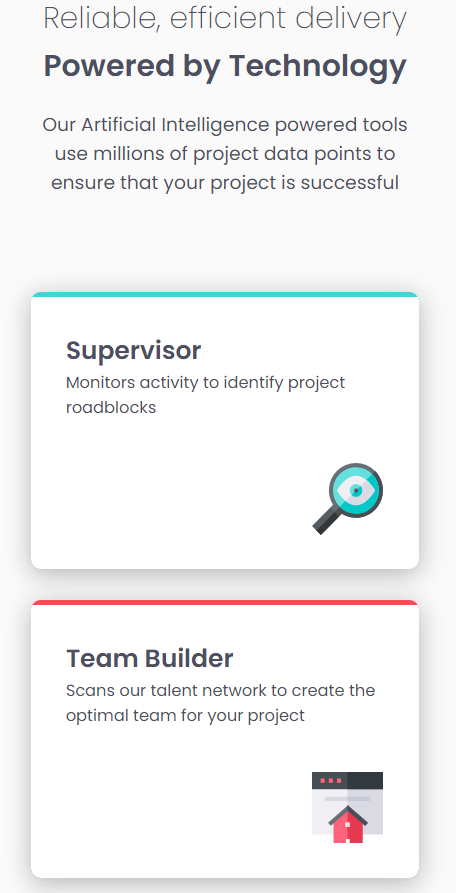 Reliable, efficient delivery
Powered by Technology
Our Artificial Intelligence powered tools
use millions of project data points to
ensure that your project is successful
Supervisor
Monitors activity to identify project
roadblocks
Team Builder
Scans our talent network to create the
optimal team for your project